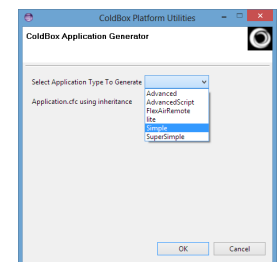 ColdBox Platform Utilities
ColdBox Application Generator
Select Application Type To Generate
Advanced
AdvancedScript
FlexAirRemote
lite
Simple
SuperSimple
Application.cfc using inheritance
OK
Cancel